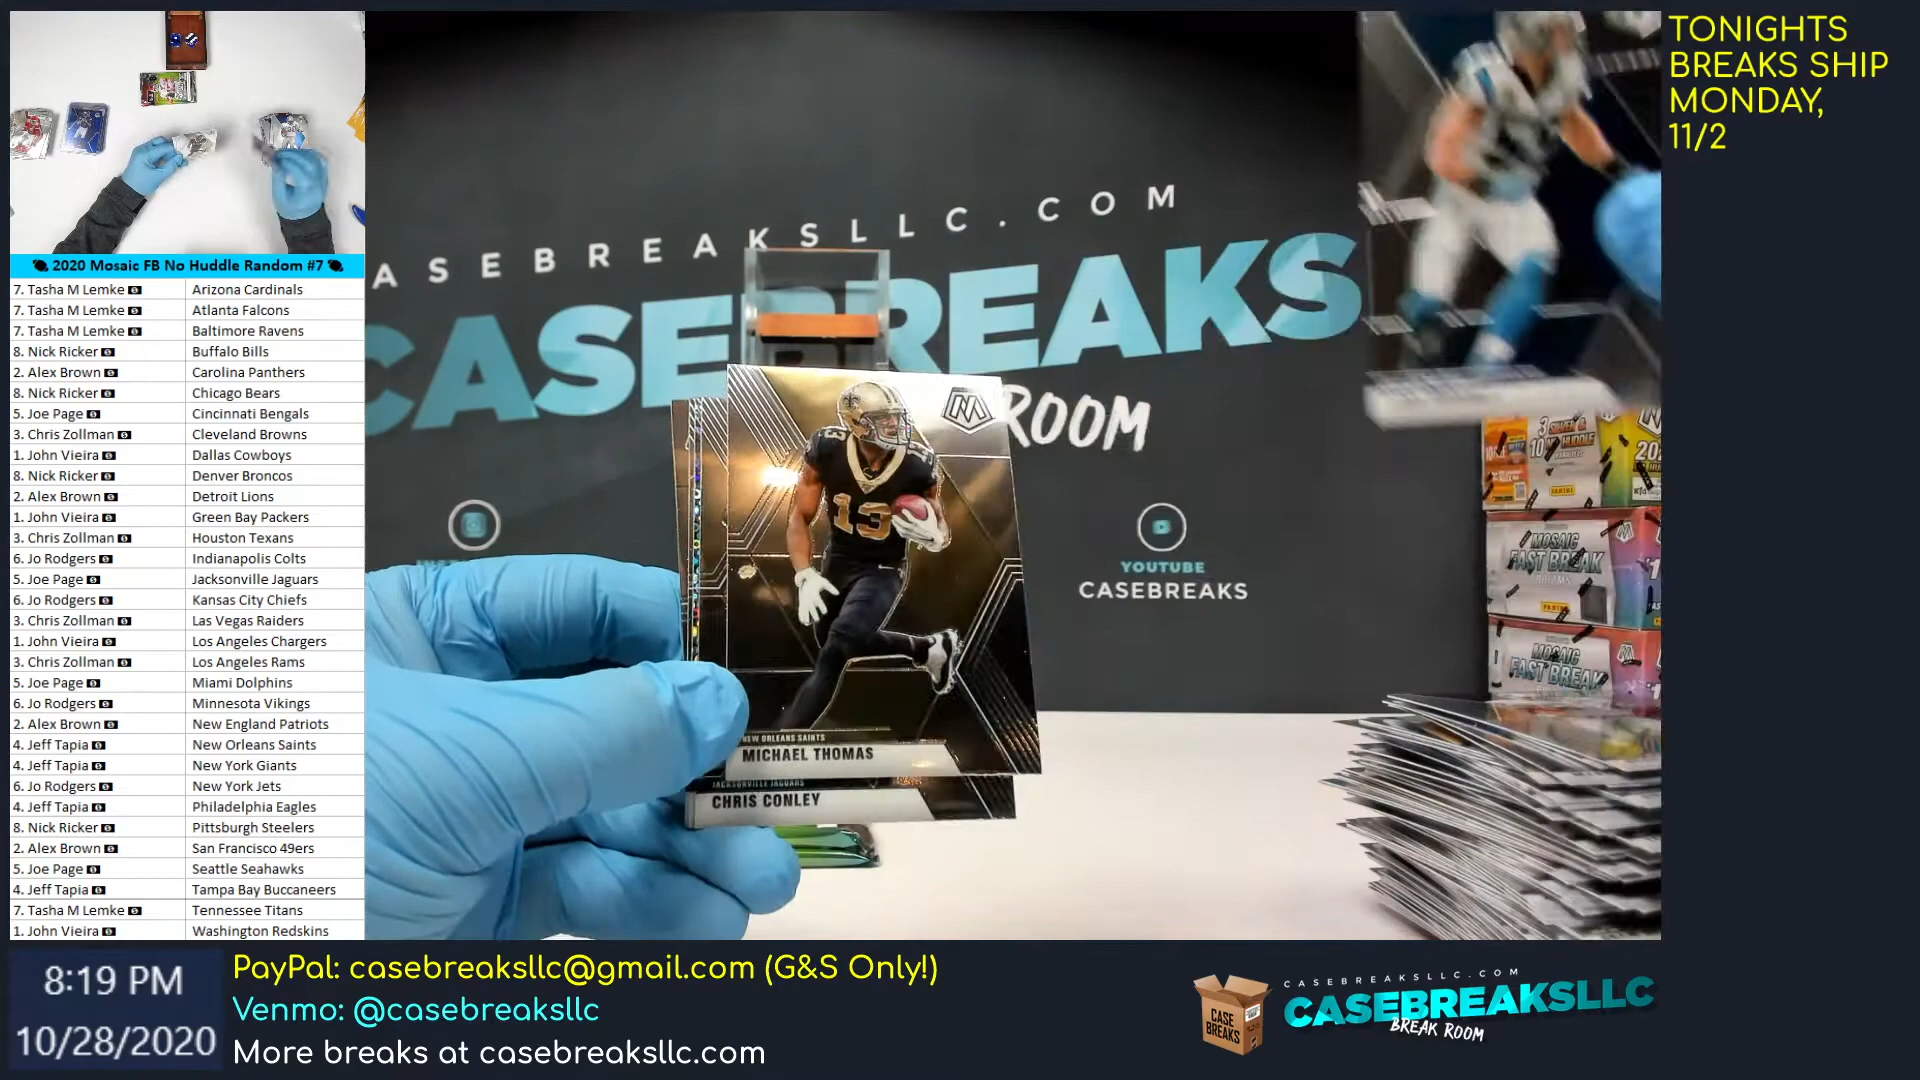 TONIGHTS
BREAKS SHIP
MONDAY,
11/2
2020 Mosaic FB No Huddle Random #7
7. Tasha M Lemke Arizona Cardinals
7. Tasha M Lemke Atlanta Falcons
7. Tasha M Lemke Baltimore Ravens
8. Nick Ricker Buffalo Bills
2. Alex Brown Carolina Panthers
8. Nick Ricker Chicago Bears
5. Joe Page Cincinnati Bengals
3. Chris Zollman Cleveland Browns
1. John Vieira Dallas Cowboys
8. Nick Ricker Denver Broncos
2. Alex Brown Detroit Lions
1. John Vieira Green Bay Packers
3. Chris Zollman Houston Texans
6. Jo Rodgers Indianapolis Colts
5. Joe Page Jacksonville Jaguars
6. Jo Rodgers Kansas City Chiefs
3. Chris Zollman Las Vegas Raiders
1. John Vieira Los Angeles Chargers
3. Chris Zollman Los Angeles Rams
5. Joe Page Miami Dolphins
6. Jo Rodgers Minnesota Vikings
2. Alex Brown New England Patriots
4. Jeff Tapia New Orleans Saints
4. Jeff Tapia New York Giants
6. Jo Rodgers New York Jets
4. Jeff Tapia Philadelphia Eagles
8. Nick Ricker Pittsburgh Steelers
2. Alex Brown San Francisco 49ers
5. Joe Page Seattle Seahawks
4. Jeff Tapia Tampa Bay Buccaneers
7. Tasha M Lemke Tennessee Titans
1. John Vieira Washington Redskins
ASEBREAKSLLC.COM
CASEBREAKS
ROOM
YOUTUBE
CASEBREAKS
13
NEW ORLEANS SAINTS
MICHAEL THOMAS
JACKSONVILLE JAGUARS
CHRIS CONLEY
PANINI
MOSAIC
FAST BREAK
PANINI
MOSAIC
FAST BREAK
8:19 PM
10/28/2020
PayPal: casebreaksllc@gmail.com (G&S Only!)
Venmo: @casebreaksllc
More breaks at casebreaksllc.com
CASE
BREAKS
CASEBREAKSLLC.COM
CASEBREAKSLLC
BREAK ROOM